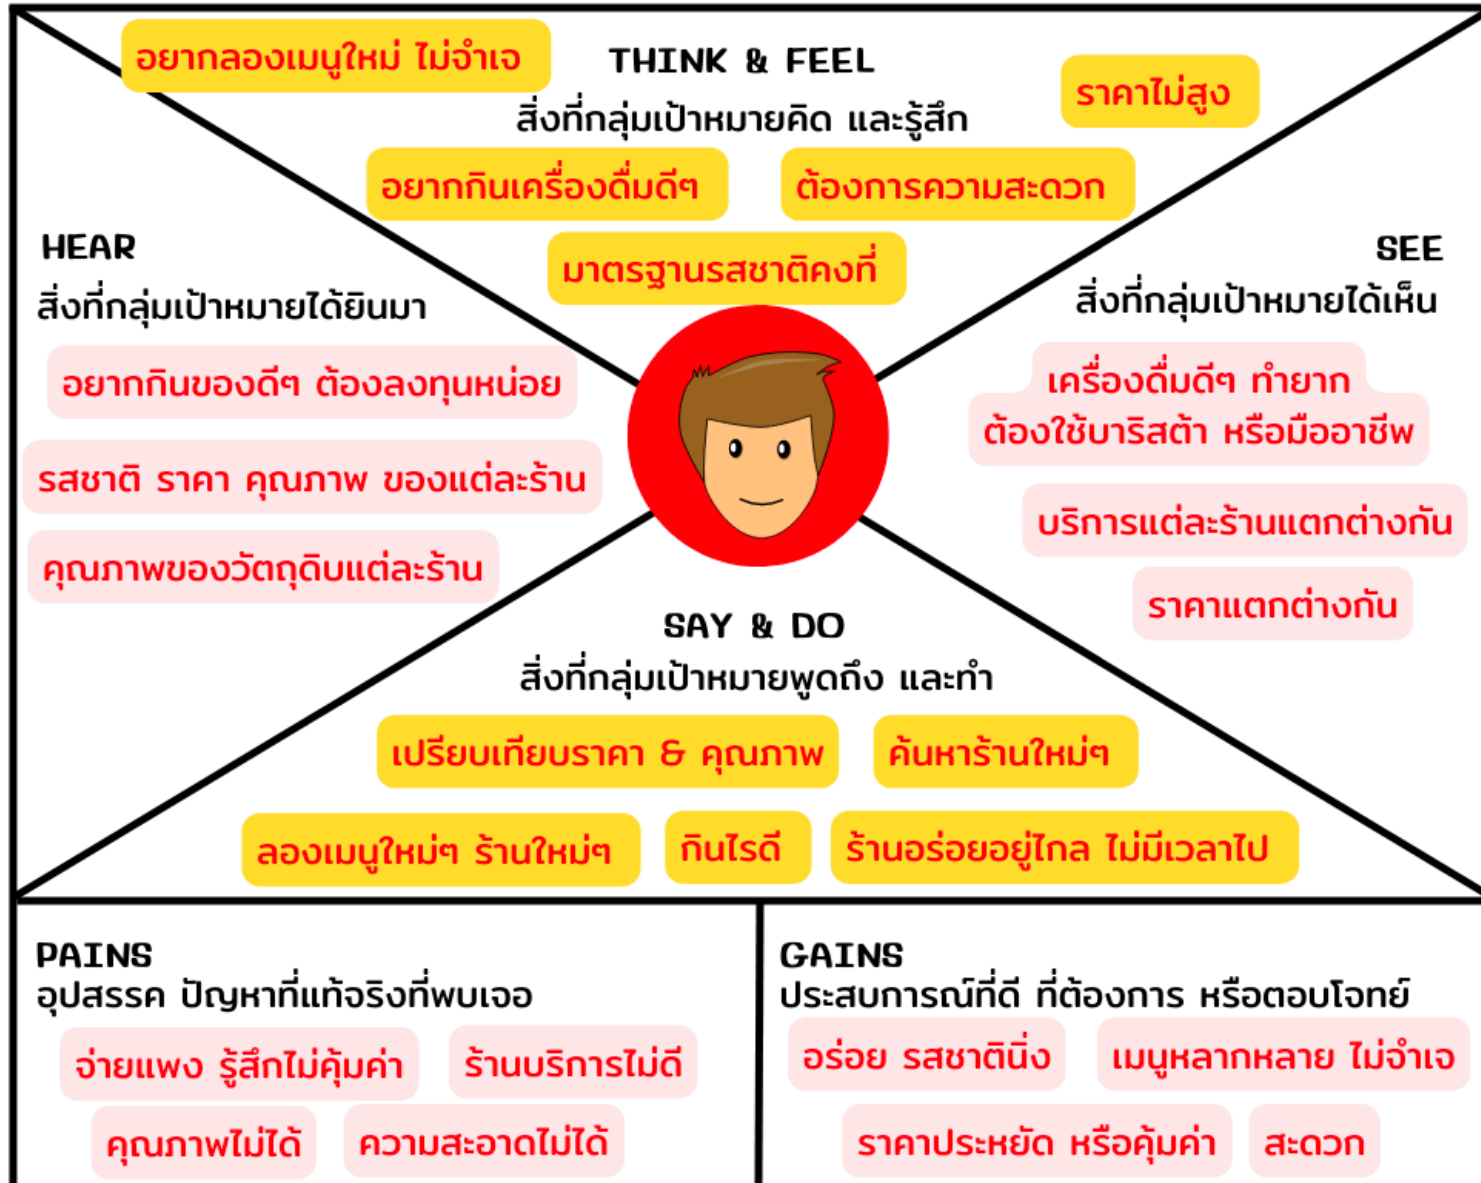 อยากลองเมนูใหม่ ไม่จำเจ
THINK & FEEL
สิ่งที่กลุ่มเป้าหมายคิด และรู้สึก
ราคาไม่สูง
อยากกินเครื่องดื่มดีๆ
ต้องการความสะดวก
มาตรฐานรสชาติคงที่
HEAR
สิ่งที่กลุ่มเป้าหมายได้ยินมา
อยากกินของดีๆ ต้องลงทุนหน่อย
รสชาติ ราคา คุณภาพ ของแต่ละร้าน
คุณภาพของวัตถุดิบแต่ละร้าน
SEE
สิ่งที่กลุ่มเป้าหมายได้เห็น
เครื่องดื่มดีๆ ทำยาก
ต้องใช้บาริสต้า หรือมืออาชีพ
บริการแต่ละร้านแตกต่างกัน
ราคาแตกต่างกัน
SAY & DO
สิ่งที่กลุ่มเป้าหมายพูดถึง และทำ
เปรียบเทียบราคา & คุณภาพ
ค้นหาร้านใหม่ๆ
ลองเมนูใหม่ๆ ร้านใหม่ๆ
กินไรดี
ร้านอร่อยอยู่ไกล ไม่มีเวลาไป
PAINS
อุปสรรค ปัญหาที่แท้จริงที่พบเจอ
จ่ายแพง รู้สึกไม่คุ้มค่า
ร้านบริการไม่ดี
คุณภาพไม่ได้
ความสะอาดไม่ได้
GAINS
ประสบการณ์ที่ดี ที่ต้องการ หรือตอบโจทย์
อร่อย รสชาตินิ่ง
เมนูหลากหลาย ไม่จำเจ
ราคาประหยัด หรือคุ้มค่า
สะดวก